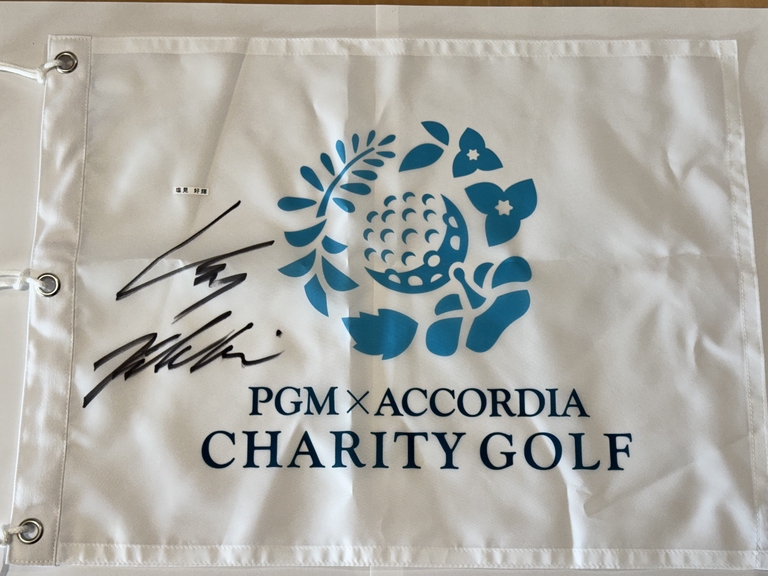 塩見 好輝
PGM×ACCORDIA
CHARITY GOLF